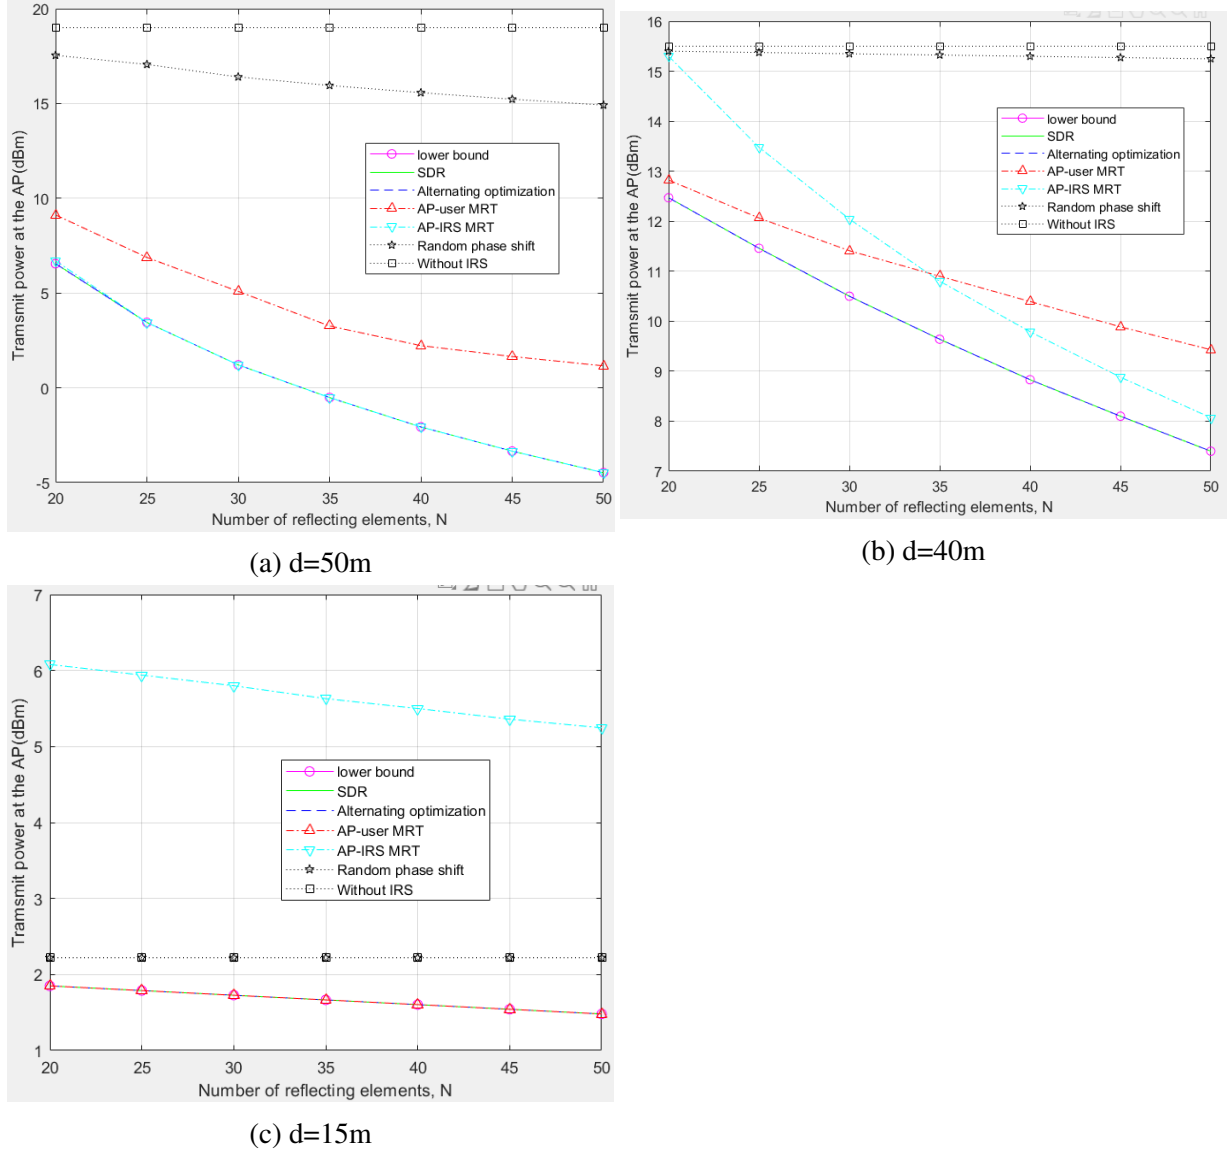 20
15
10
5
0
-5
Tramsmit power at the AP(dBm)
lower bound
SDR
Alternating optimization
AP-user MRT
AP-IRS MRT
Random phase shift
Without IRS
20 25 30 35 40 45 50
Number of reflecting elements, N
(a) d=50m
16
15
14
13
12
11
10
9
8
7
Tramsmit power at the AP(dBm)
lower bound
SDR
Alternating optimization
AP-user MRT
AP-IRS MRT
Random phase shift
Without IRS
20 25 30 35 40 45 50
Number of reflecting elements, N
(b) d=40m
7
6
5
4
3
2
1
Tramsmit power at the AP(dBm)
lower bound
SDR
Alternating optimization
AP-user MRT
AP-IRS MRT
Random phase shift
Without IRS
20 25 30 35 40 45 50
Number of reflecting elements, N
(c) d=15m